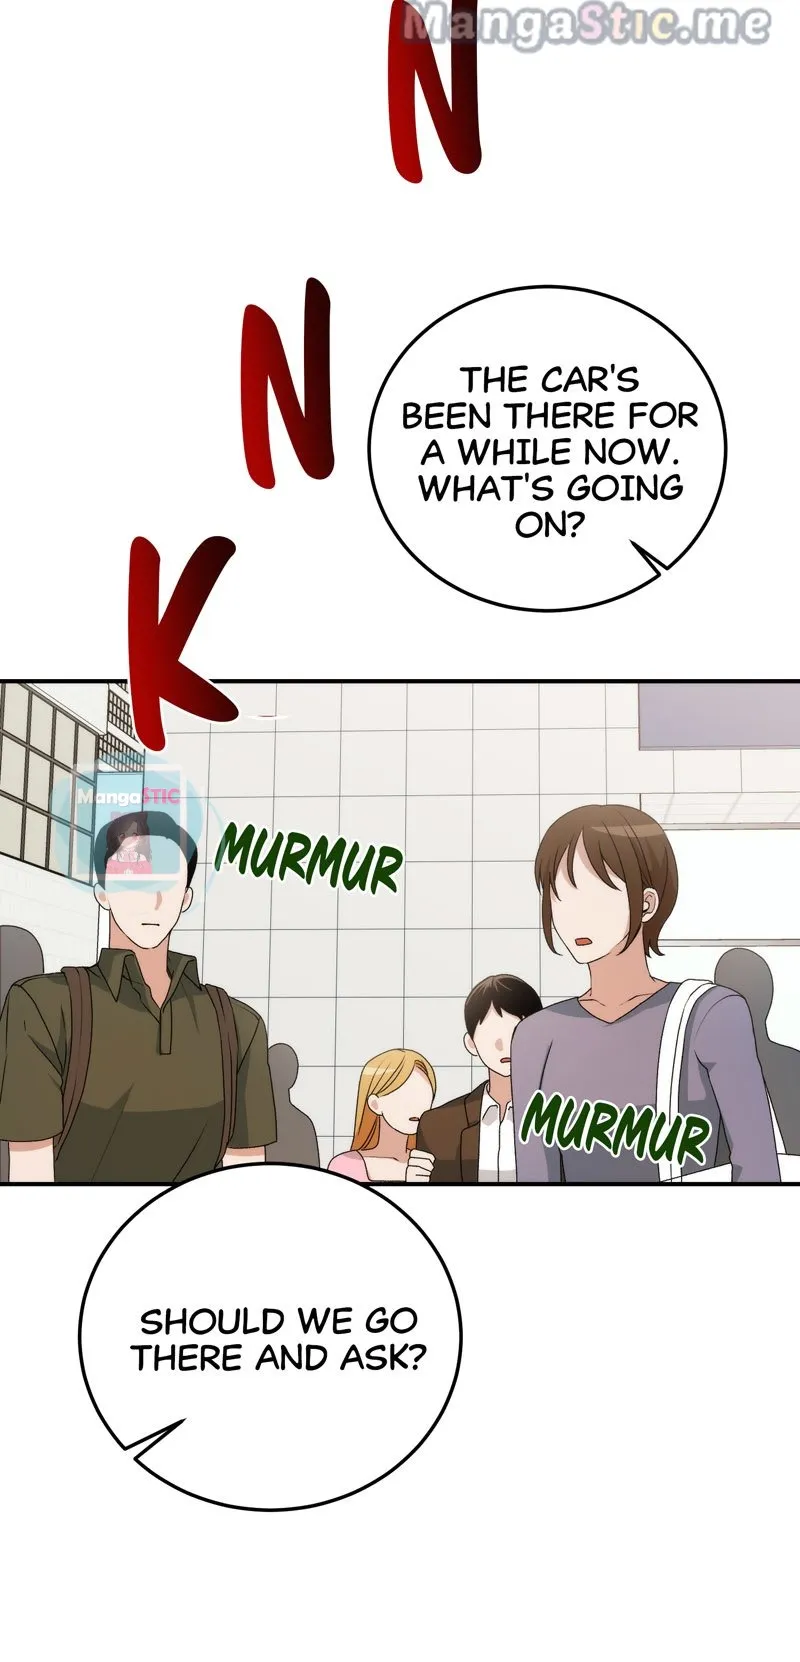 MangaStic.me
N
N
THE CAR'S
BEEN THERE FOR
A WHILE NOW.
WHAT'S GOING
ON?
K
MangaSTIC
MURMUR
MURMUR
SHOULD WE GO
THERE AND ASK?